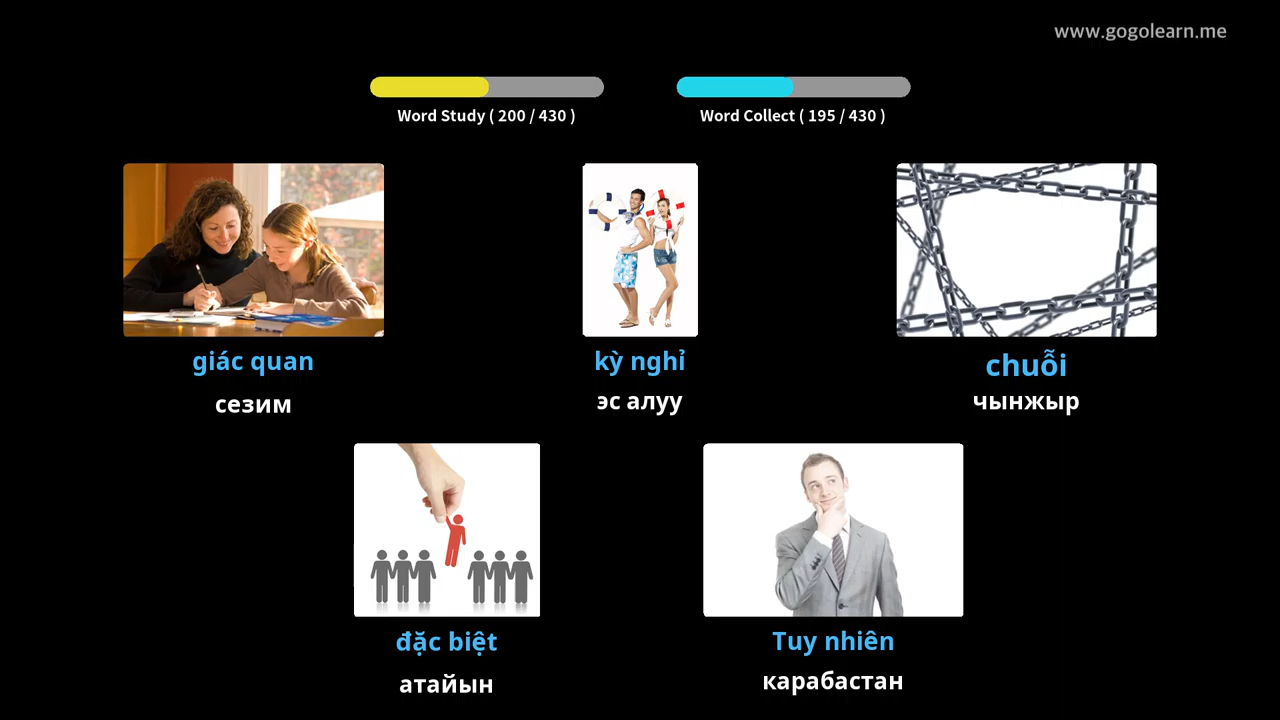 www.gogolearn.me
Word Study ( 200 / 430 )
Word Collect ( 195 / 430 )
giác quan
сезим
kỳ nghỉ
эс алуу
chuỗi
чынжыр
đặc biệt
атайын
Tuy nhiên
карабастан